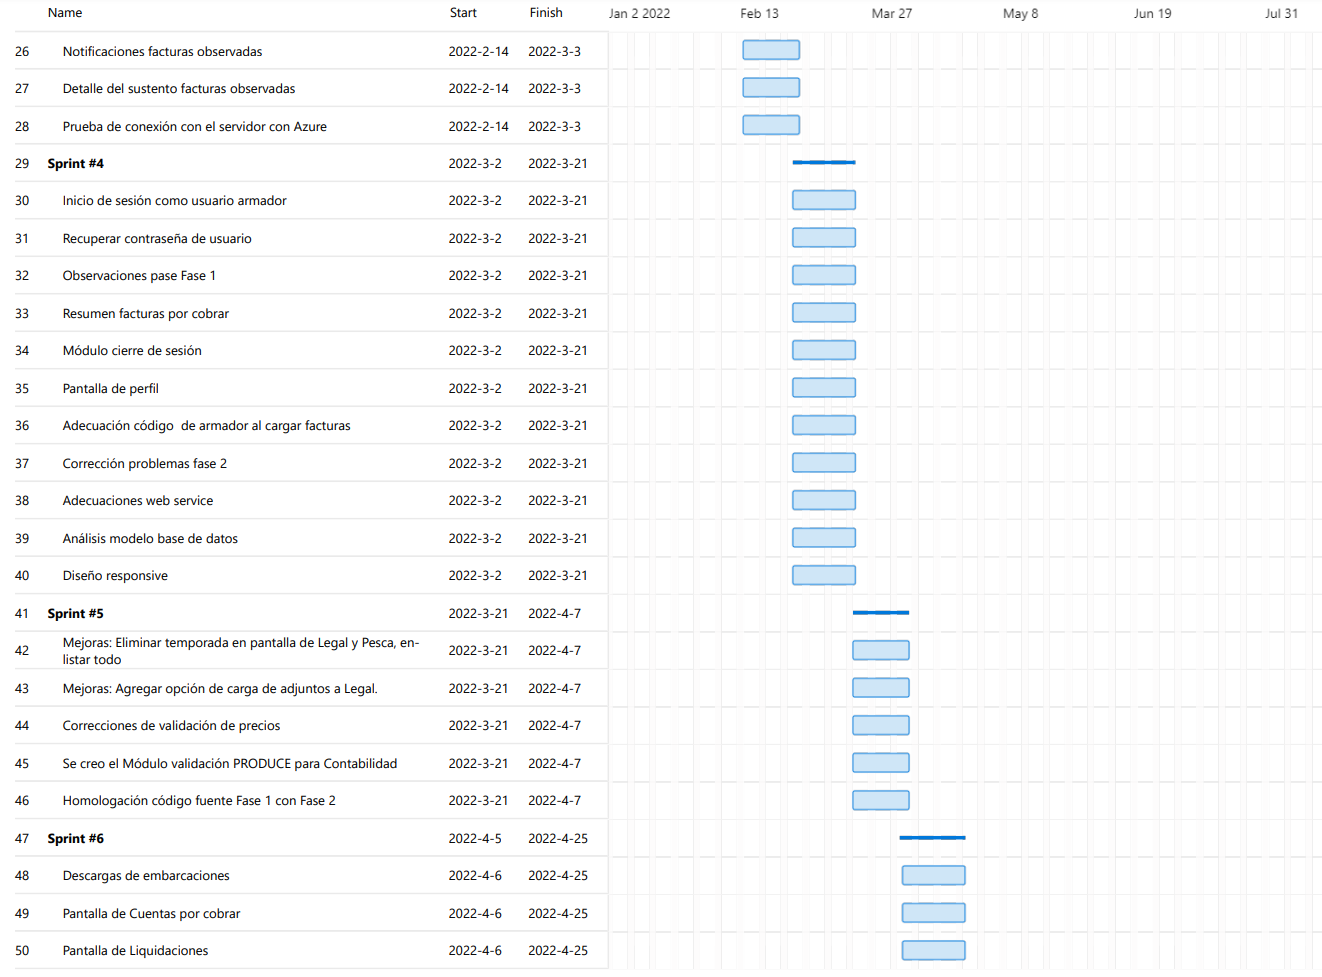 Name Start Finish Jan 2 2022 Feb 13 Mar 27 May 8 Jun 19 Jul 31
26 Notificaciones facturas observadas 2022-2-14 2022-3-3
27 Detalle del sustento facturas observadas 2022-2-14 2022-3-3
28 Prueba de conexión con el servidor con Azure 2022-2-14 2022-3-3
29 Sprint #4 2022-3-2 2022-3-21
30 Inicio de sesión como usuario armador 2022-3-2 2022-3-21
31 Recuperar contraseña de usuario 2022-3-2 2022-3-21
32 Observaciones pase Fase 1 2022-3-2 2022-3-21
33 Resumen facturas por cobrar 2022-3-2 2022-3-21
34 Módulo cierre de sesión 2022-3-2 2022-3-21
35 Pantalla de perfil 2022-3-2 2022-3-21
36 Adecuación código  de armador al cargar facturas 2022-3-2 2022-3-21
37 Corrección problemas fase 2 2022-3-2 2022-3-21
38 Adecuaciones web service 2022-3-2 2022-3-21
39 Análisis modelo base de datos 2022-3-2 2022-3-21
40 Diseño responsive 2022-3-2 2022-3-21
41 Sprint #5 2022-3-21 2022-4-7
42 Mejoras: Eliminar temporada en pantalla de Legal y Pesca, en-
listar todo 2022-3-21 2022-4-7
43 Mejoras: Agregar opción de carga de adjuntos a Legal. 2022-3-21 2022-4-7
44 Correcciones de validación de precios 2022-3-21 2022-4-7
45 Se creo el Módulo validación PRODUCE para Contabilidad 2022-3-21 2022-4-7
46 Homologación código fuente Fase 1 con Fase 2 2022-3-21 2022-4-7
47 Sprint #6 2022-4-5 2022-4-25
48 Descargas de embarcaciones 2022-4-6 2022-4-25
49 Pantalla de Cuentas por cobrar 2022-4-6 2022-4-25
50 Pantalla de Liquidaciones 2022-4-6 2022-4-25